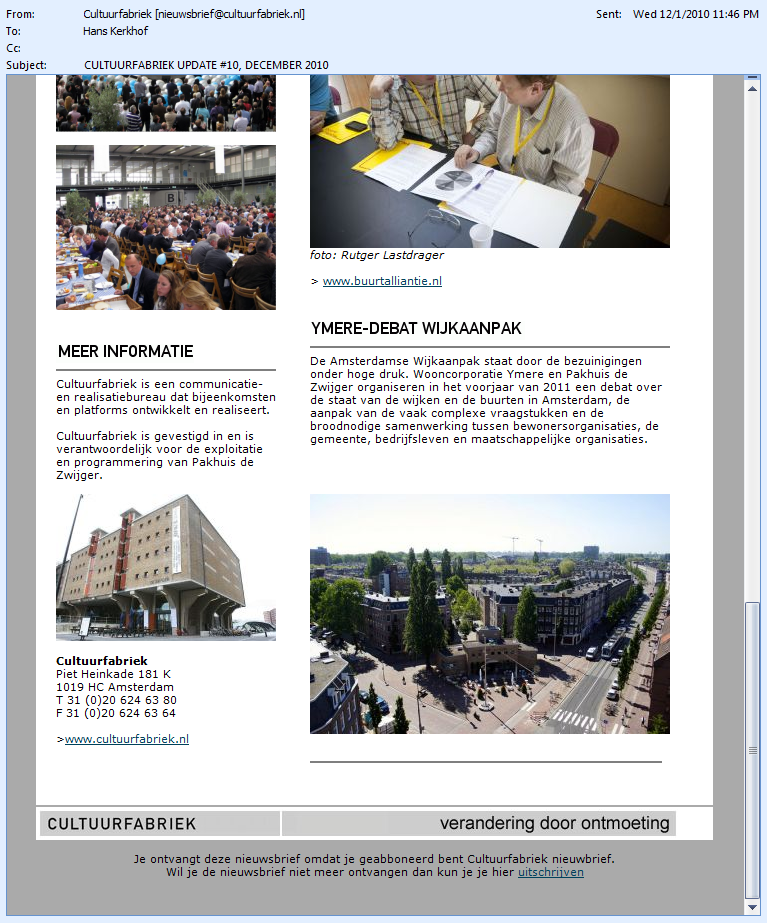 From: Cultuurfabriek [nieuwsbrief@cultuurfabriek.nl] Sent: Wed 12/1/2010 11:46 PM
To: Hans Kerkhof
Cc:
Subject: CULTUURFABRIEK UPDATE #10, DECEMBER 2010
B
MEER INFORMATIE
Cultuurfabriek is een communicatie-
en realisatiebureau dat bijeenkomsten
en platforms ontwikkelt en realiseert.
Cultuurfabriek is gevestigd in en is
verantwoordelijk voor de exploitatie
en programmering van Pakhuis de
Zwijger.
Cultuurfabriek
Piet Heinkade 181 K
1019 HC Amsterdam
T 31 (0)20 624 63 80
F 31 (0)20 624 63 64
>www.cultuurfabriek.nl
foto: Rutger Lastdrager
> www.buurtalliantie.nl
YMERE-DEBAT WIJKAANPAK
De Amsterdamse Wijkaanpak staat door de bezuinigingen
onder hoge druk. Wooncorporatie Ymere en Pakhuis de
Zwijger organiseren in het voorjaar van 2011 een debat over
de staat van de wijken en de buurten in Amsterdam, de
aanpak van de vaak complexe vraagstukken en de
broodnodige samenwerking tussen bewonersorganisaties, de
gemeente, bedrijfsleven en maatschappelijke organisaties.
CULTUURFABRIEK verandering door ontmoeting
Je ontvangt deze nieuwsbrief omdat je geabboneerd bent Cultuurfabriek nieuwbrief.
Wil je de nieuwsbrief niet meer ontvangen dan kun je je hier uitschrijven